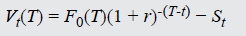 Vₜ(T) = F₀(T)(1 + r)⁻⁽ᵀ⁻ᵗ⁾ – Sₜ